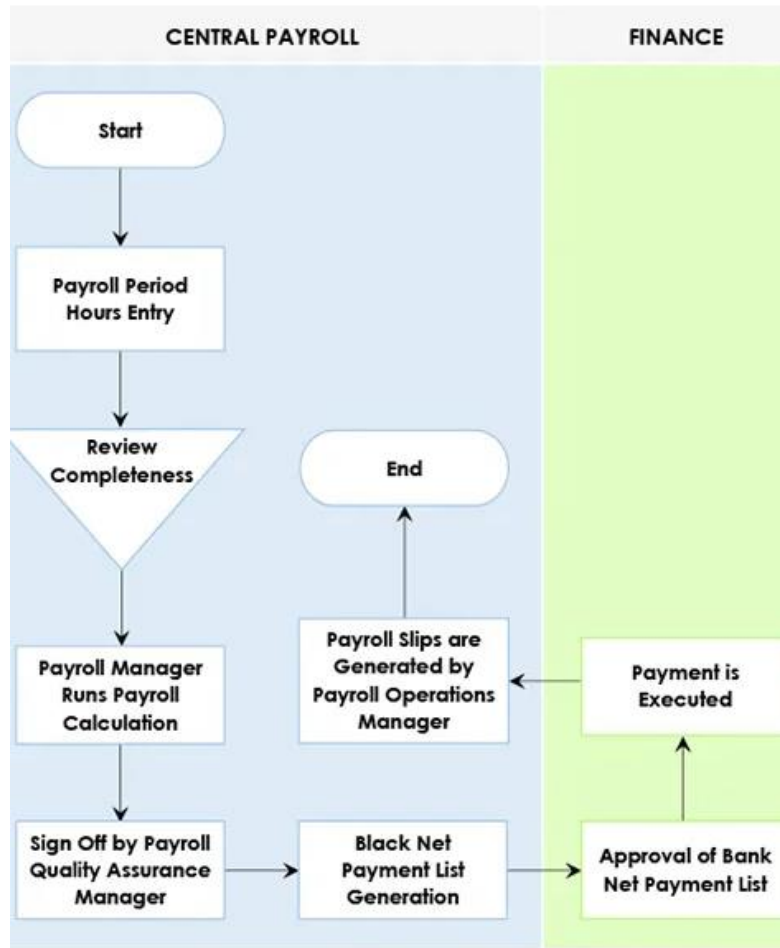 CENTRAL PAYROLL
FINANCE
Start
Payroll Period
Hours Entry
Review
Completeness
End
Payroll Manager
Runs Payroll
Calculation
Payroll Slips are
Generated by
Payroll Operations
Manager
Payment is
Executed
Sign Off by Payroll
Quality Assurance
Manager
Black Net
Payment List
Generation
Approval of Bank
Net Payment List